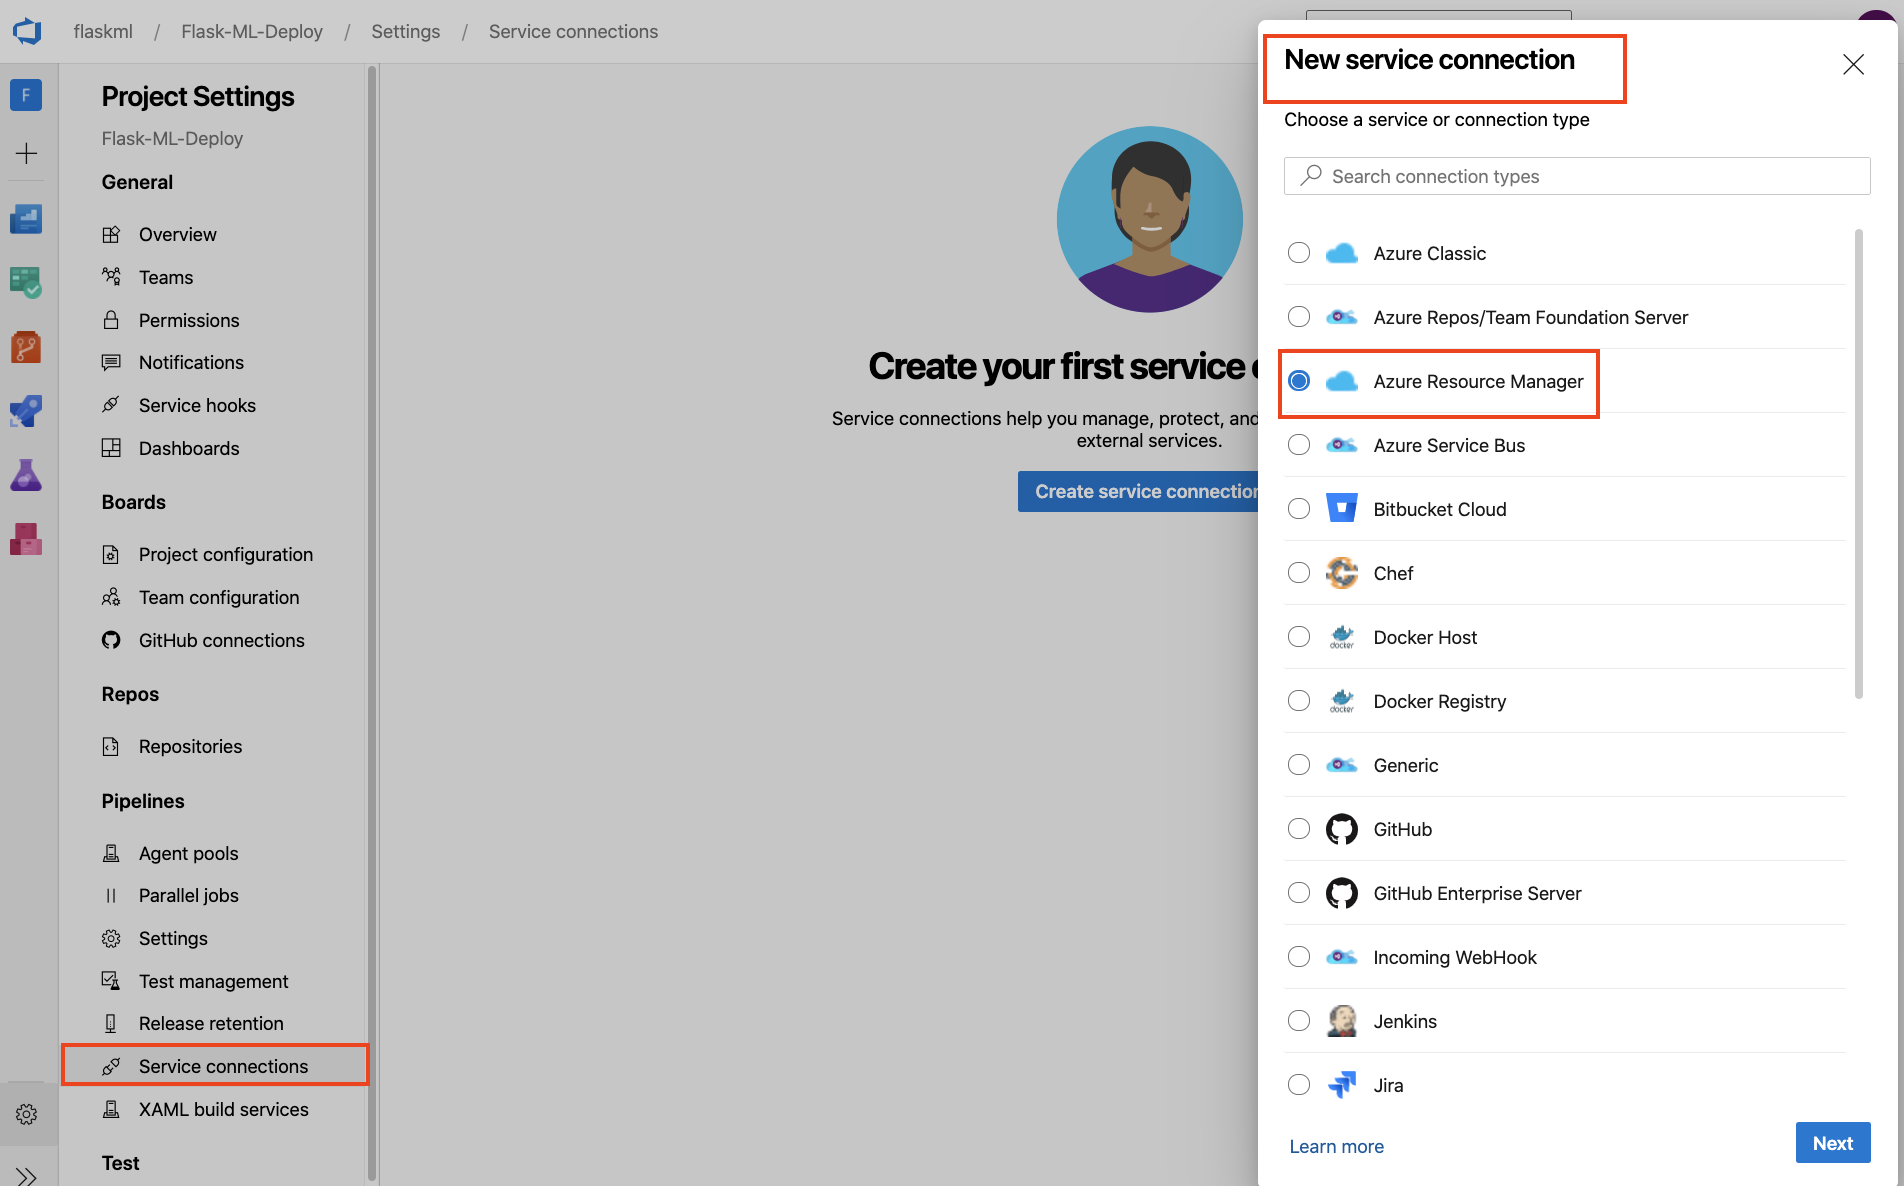 flaskml / Flask-ML-Deploy / Settings / Service connections
F
Project Settings
Flask-ML-Deploy
General
Overview
Teams
Permissions
Notifications
Service hooks
Dashboards
Boards
Project configuration
Team configuration
GitHub connections
Repos
Repositories
Pipelines
Agent pools
Parallel jobs
Settings
Test management
Release retention
Service connections
XAML build services
Test
Create your first service c
Service connections help you manage, protect, and
external services.
Create service connection
New service connection
Choose a service or connection type
Search connection types
Azure Classic
Azure Repos/Team Foundation Server
Azure Resource Manager
Azure Service Bus
Bitbucket Cloud
Chef
docker
Docker Host
docker
Docker Registry
Generic
GitHub
GitHub Enterprise Server
Incoming WebHook
Jenkins
Jira
Learn more
Next